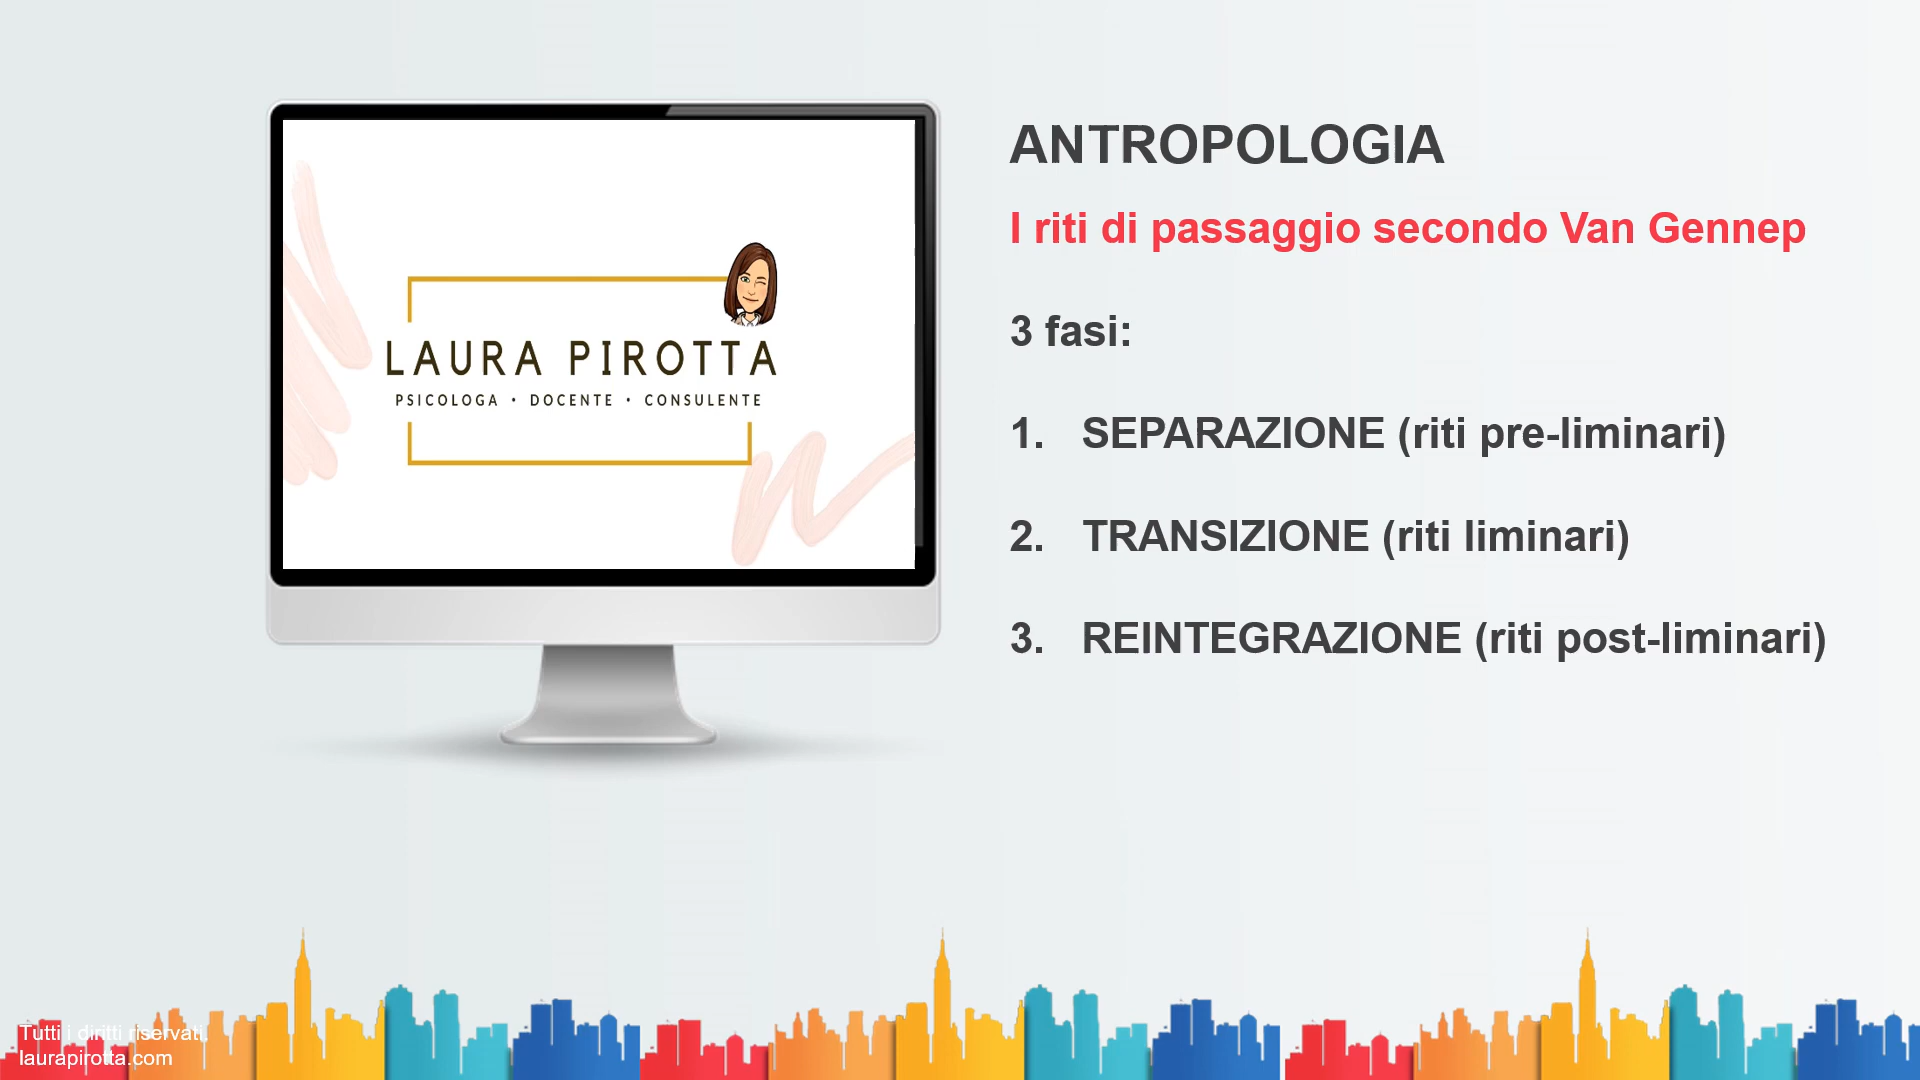 LAURA PIROTTA
PSICOLOGA • DOCENTE • CONSULENTE
ANTROPOLOGIA
I riti di passaggio secondo Van Gennep
3 fasi:
1. SEPARAZIONE (riti pre-liminari)
2. TRANSIZIONE (riti liminari)
3. REINTEGRAZIONE (riti post-liminari)
Tutti i diritti riservati.
laurapirotta.com